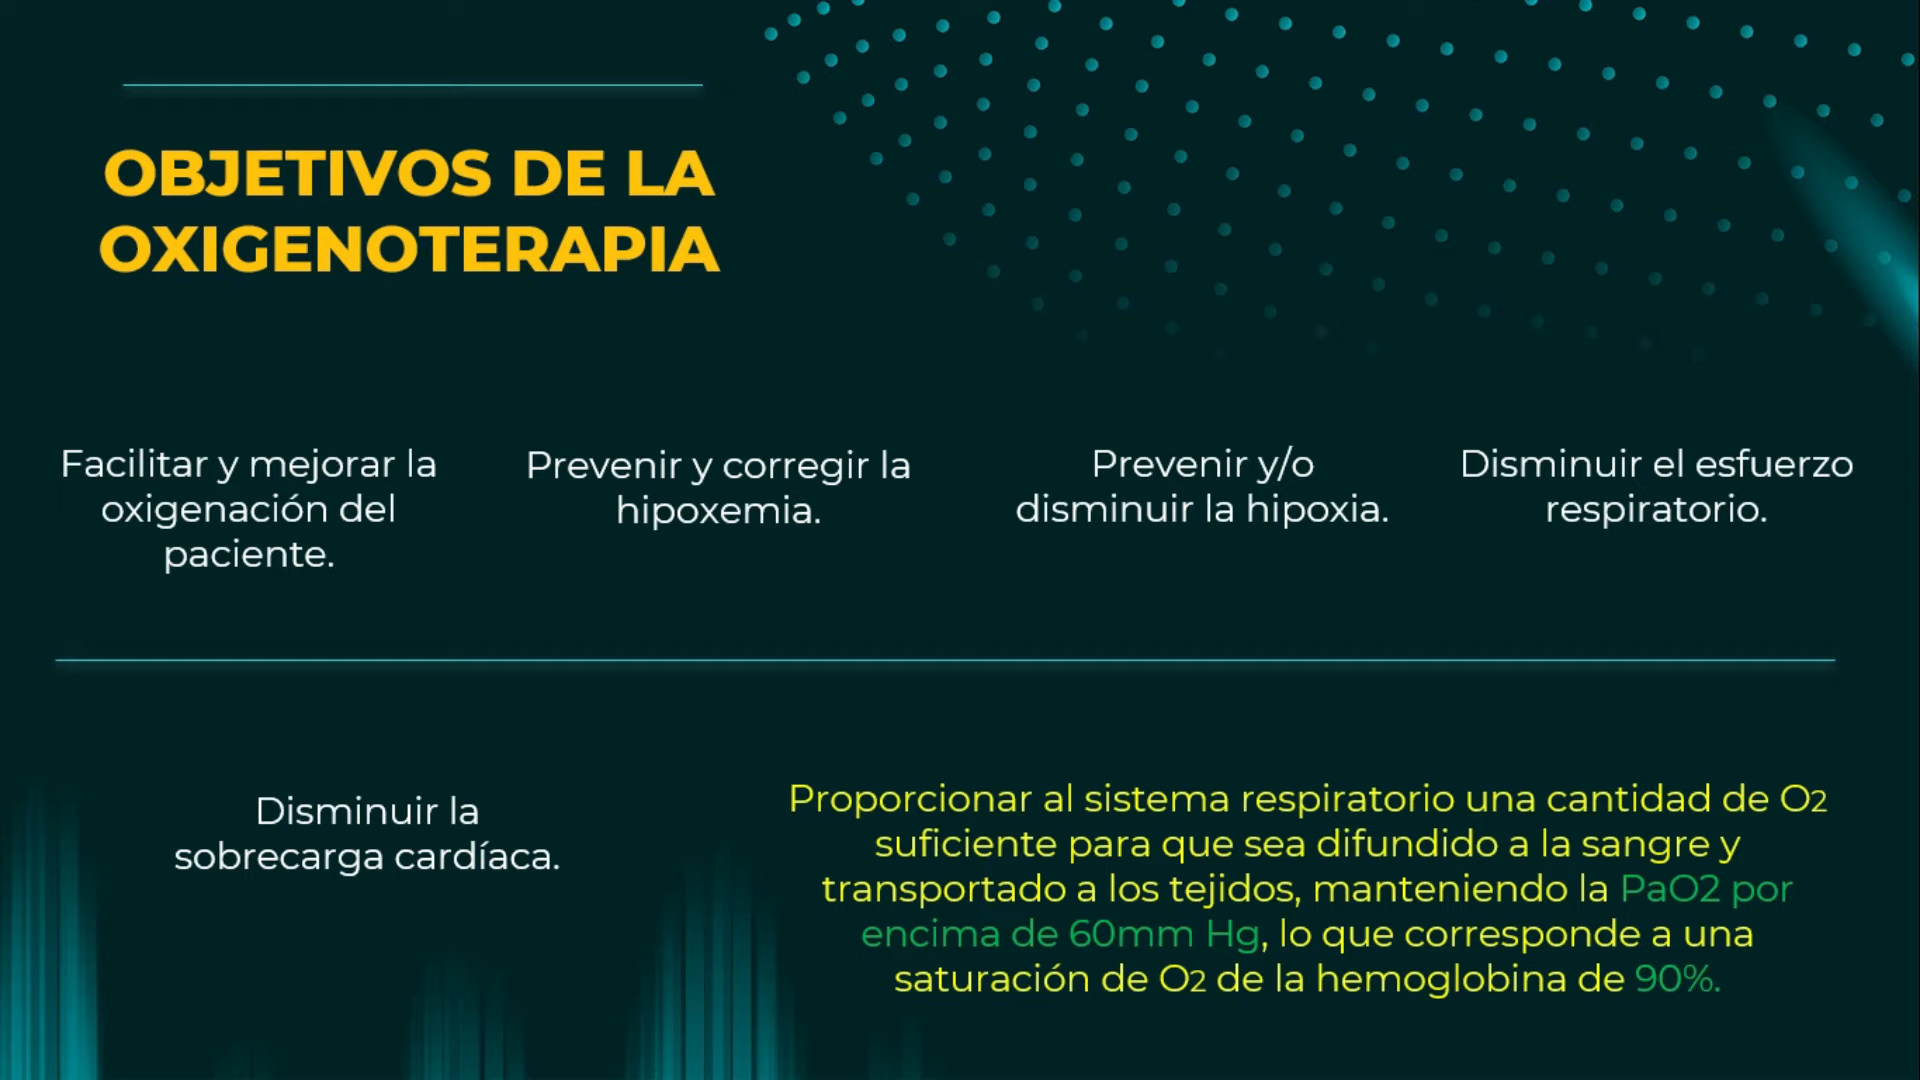 OBJETIVOS DE LA
OXIGENOTERAPIA
Facilitar y mejorar la
oxigenación del
paciente.
Prevenir y corregir la
hipoxemia.
Prevenir y/o
disminuir la hipoxia.
Disminuir el esfuerzo
respiratorio.
Disminuir la
sobrecarga cardíaca.
Proporcionar al sistema respiratorio una cantidad de O2
suficiente para que sea difundido a la sangre y
transportado a los tejidos, manteniendo la PaO2 por
encima de 60mm Hg, lo que corresponde a una
saturación de O2 de la hemoglobina de 90%.